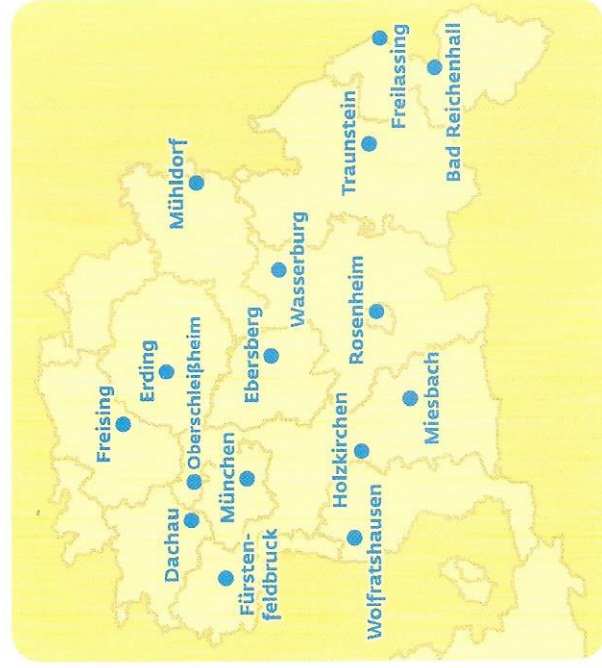 Freising
Erding
Mühldorf
Dachau
Oberschleißheim
München
Ebersberg
Fürsten-
feldbruck
Wasserburg
Traunstein
Freilassing
Holzkirchen
Rosenheim
Wolfratshausen
Miesbach
Bad Reichenhall